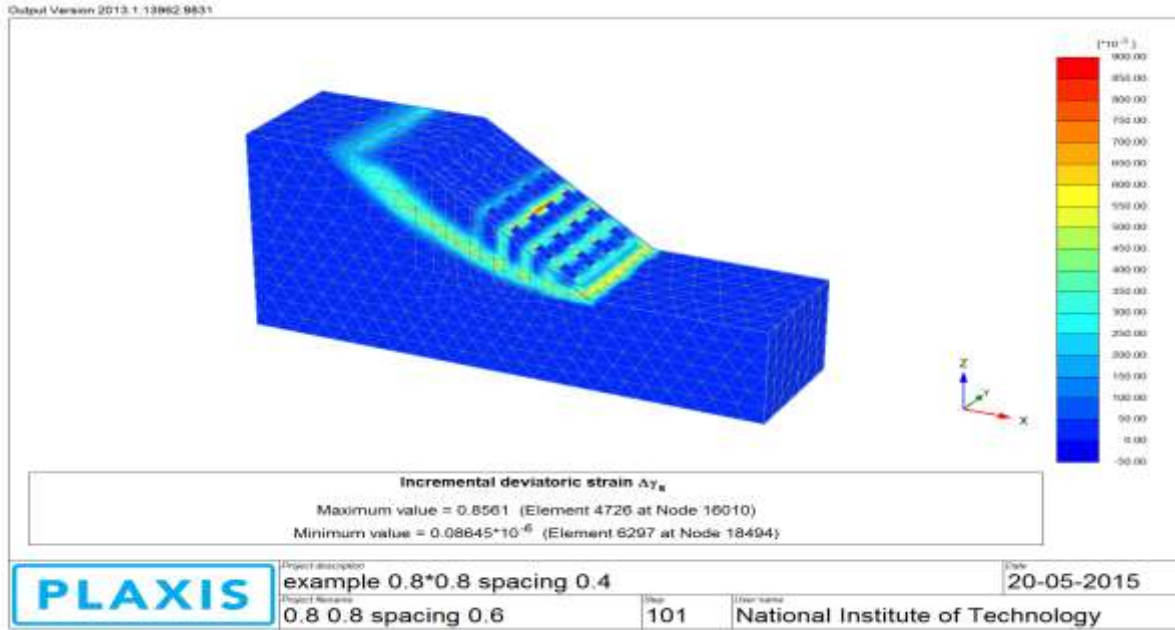 Output Version 2013.1.13962.9831
[*10⁻³]
900.00
850.00
800.00
750.00
700.00
650.00
600.00
550.00
500.00
450.00
400.00
350.00
300.00
250.00
200.00
150.00
100.00
50.00
0.00
-50.00
Z
Y
X
Incremental deviatoric strain Δγₛ
Maximum value = 0.8561 (Element 4726 at Node 16010)
Minimum value = 0.08645*10⁻⁶ (Element 6297 at Node 18494)
PLAXIS
Project description
example 0.8*0.8 spacing 0.4
Date
20-05-2015
Project filename
0.8 0.8 spacing 0.6
Step
101
User name
National Institute of Technology